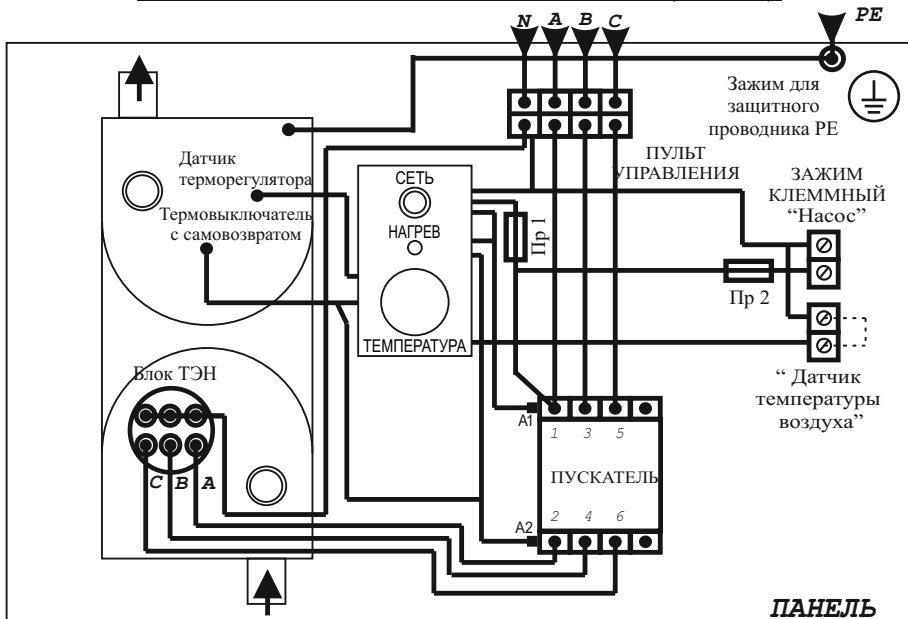 N A B C
PE
Зажим для
защитного
проводника PE
ПУЛЬТ
УПРАВЛЕНИЯ
ЗАЖИМ
КЛЕММНЫЙ
“Насос”
Датчик
терморегулятора
Термовыключатель
с самовозвратом
СЕТЬ
НАГРЕВ
ТЕМПЕРАТУРА
Пр 1
Пр 2
“ Датчик
температуры
воздуха”
Блок ТЭН
C B A
A1
1 3 5
ПУСКАТЕЛЬ
2 4 6
A2
ПАНЕЛЬ